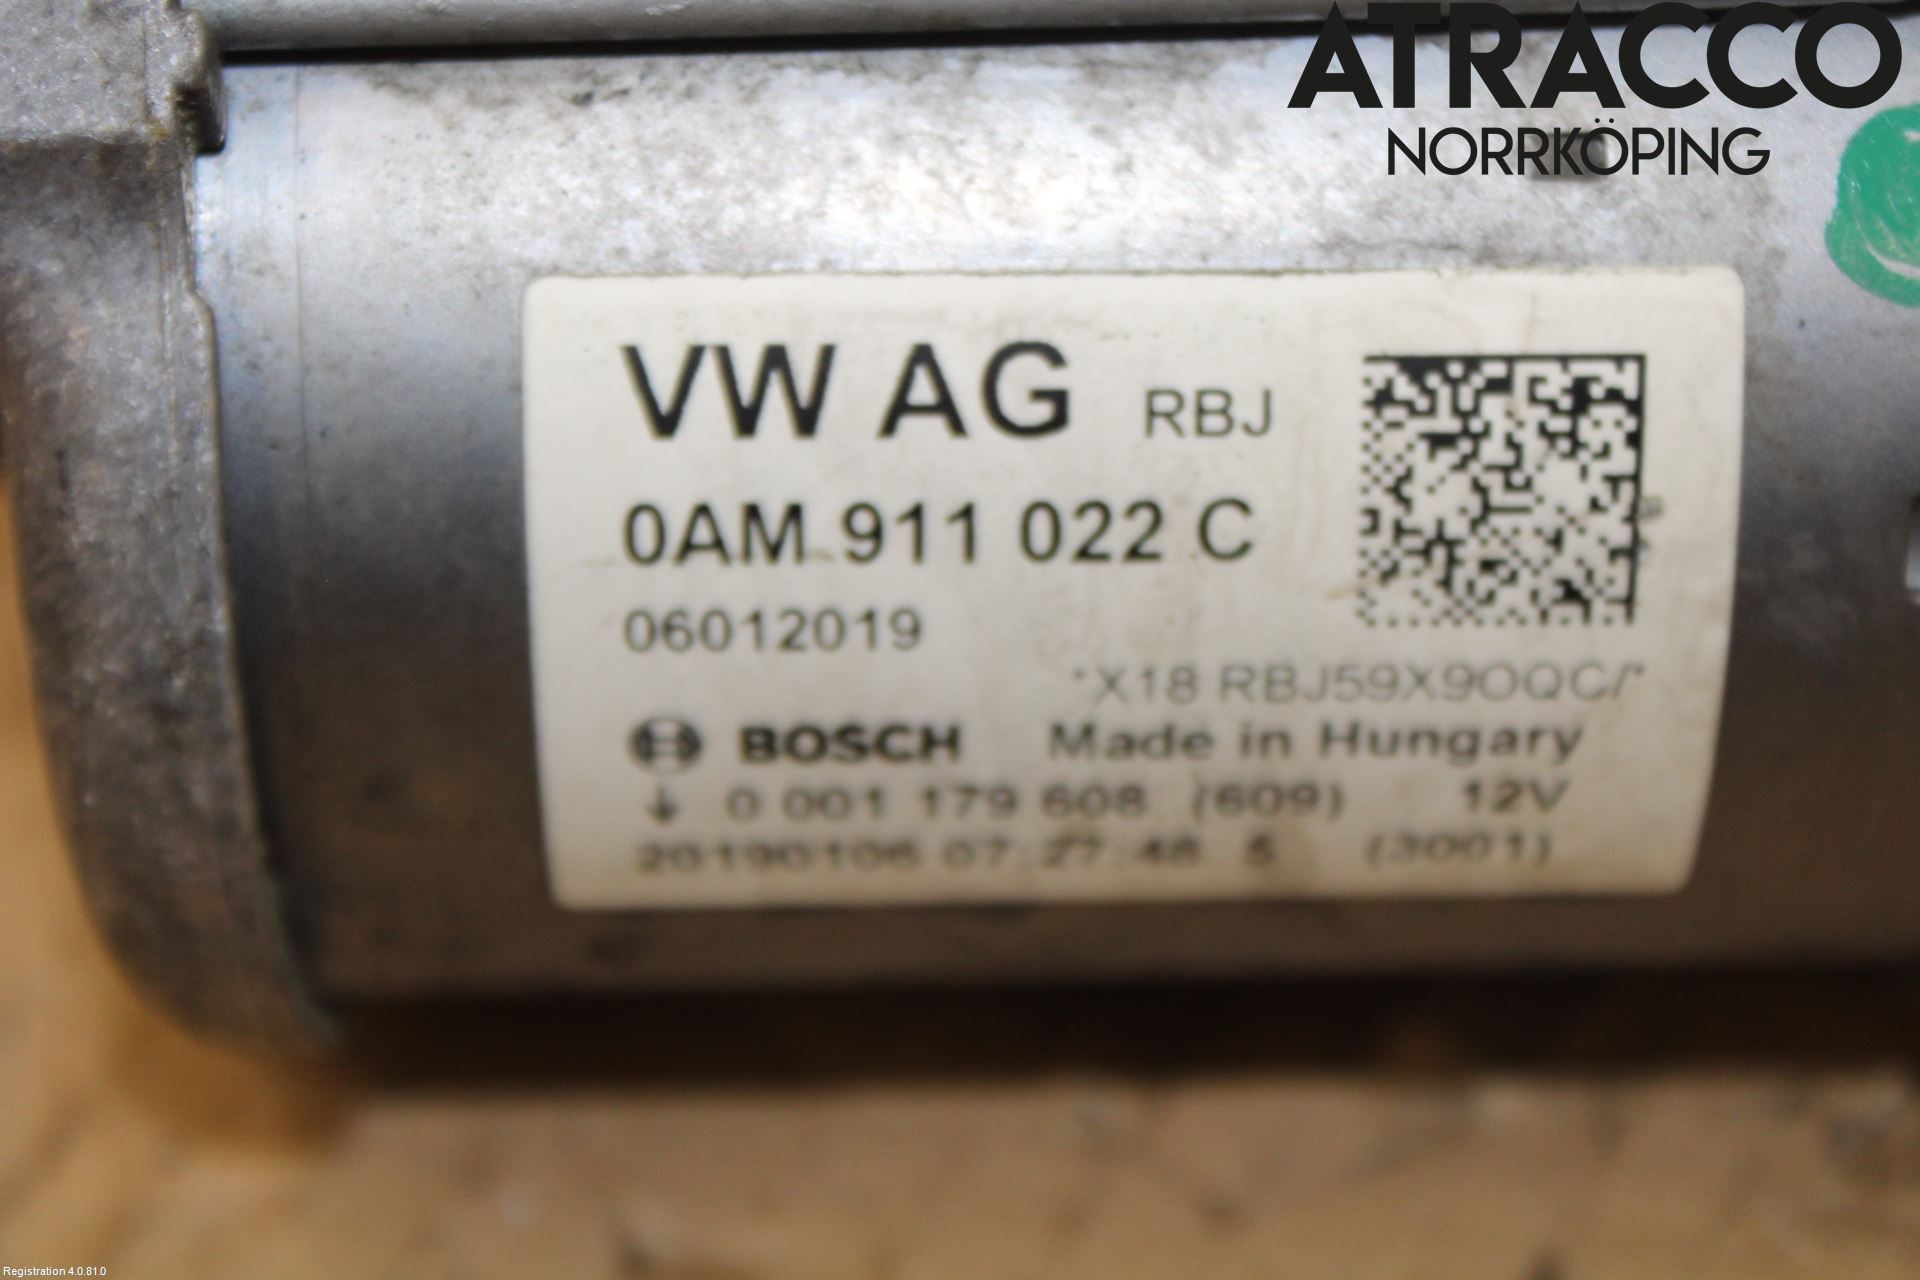 ATRACCO
NORRKÖPING
VW AG RBJ
0AM 911 022 C
06012019
*X18 RBJ59X9OQC/*
BOSCH Made in Hungary
↓ 0 001 179 608 (609) 12V
20190106 07:27:48 5 (3001)
Registration 4.0.81.0